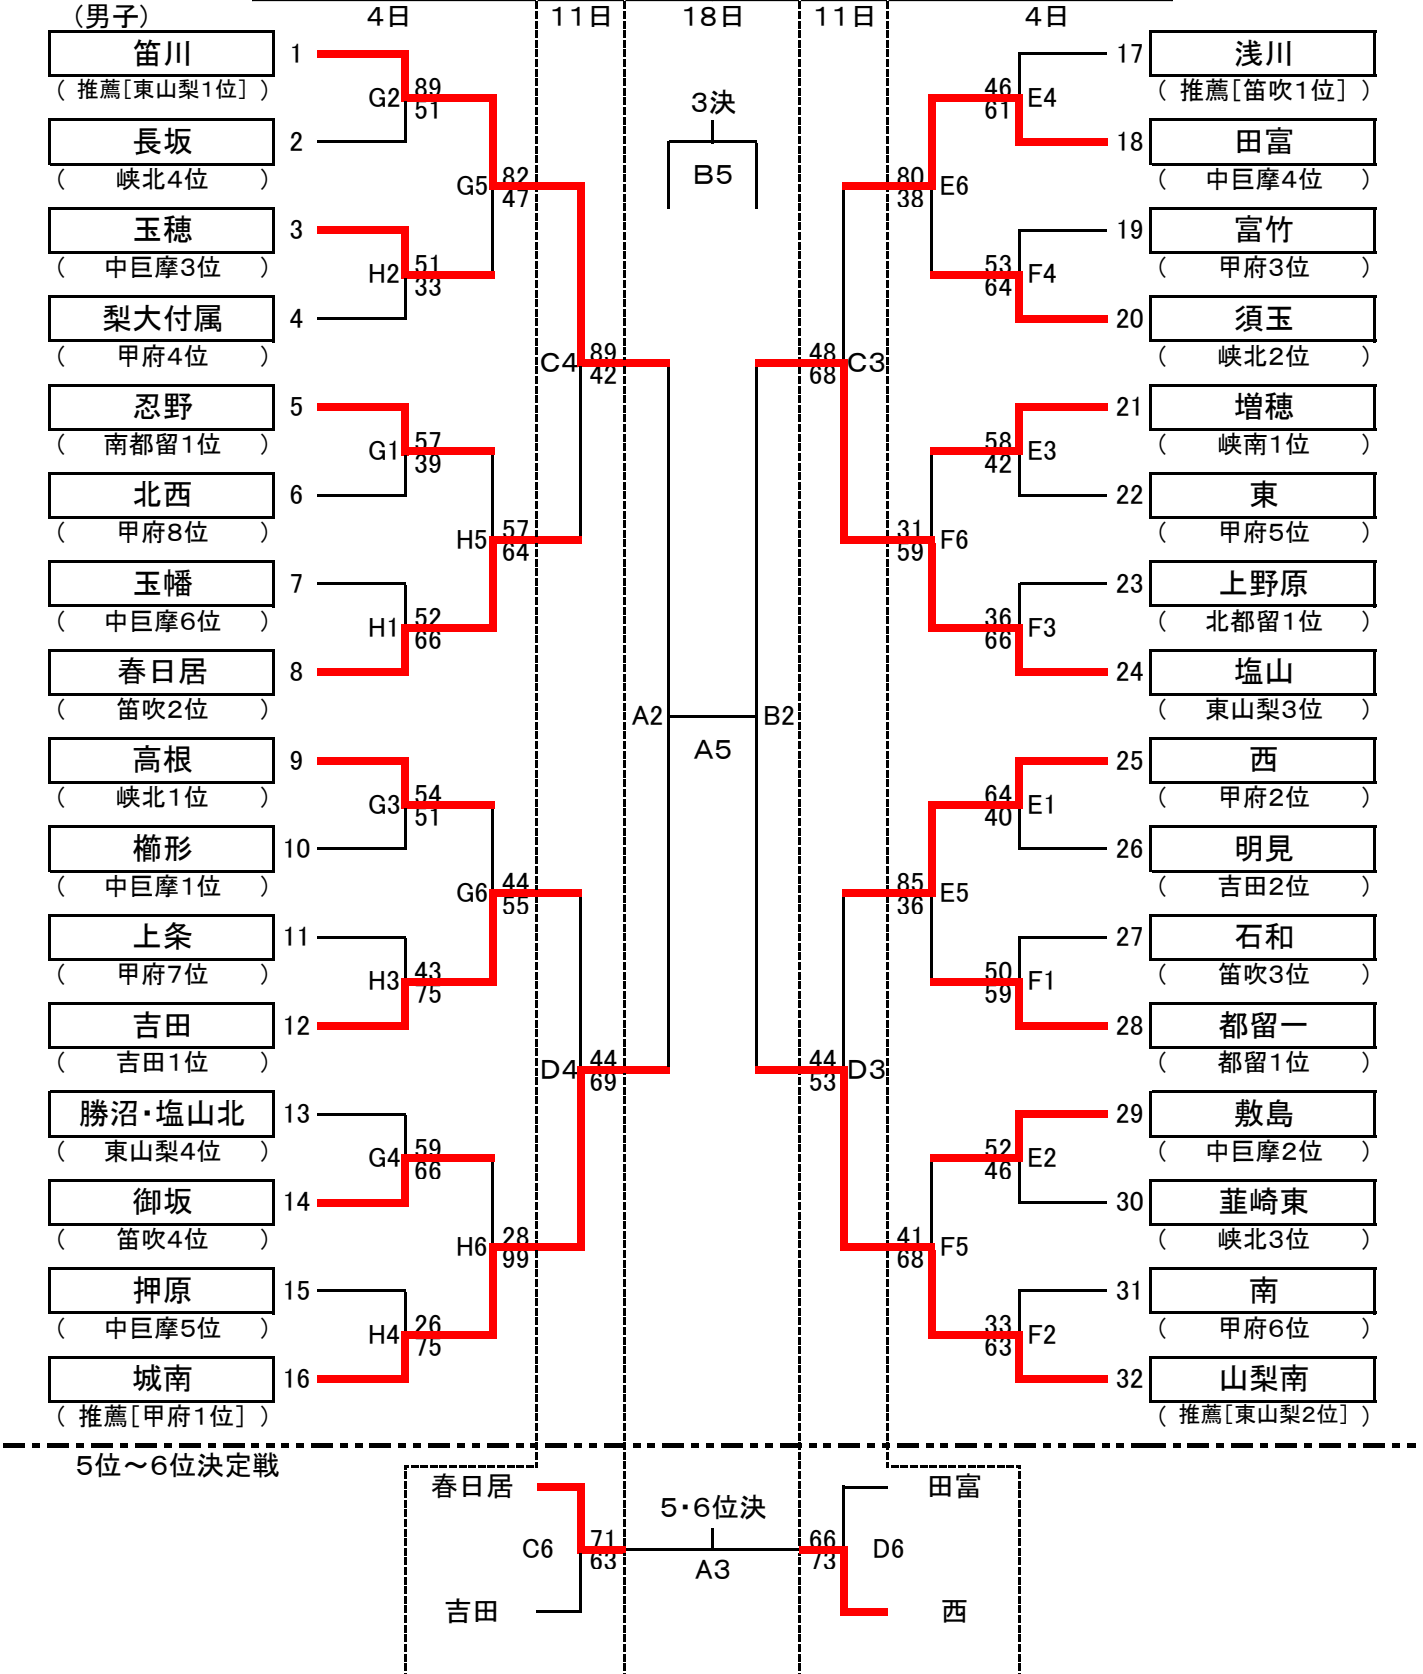 (男子) 4日 11日 18日 11日 4日
笛川 1 17 浅川
( 推薦[東山梨1位] ) 89 3決 46 ( 推薦[笛吹1位] )
G2 51 61 E4
長坂 2 18 田富
( 峡北4位 ) 82 B5 80 ( 中巨摩4位 )
G5 47 38 E6
玉穂 3 19 富竹
( 中巨摩3位 ) 51 53 ( 甲府3位 )
H2 33 64 F4
梨大付属 4 20 須玉
( 甲府4位 ) 89 48 ( 峡北2位 )
C4 42 68 C3
忍野 5 21 増穂
( 南都留1位 ) 57 58 ( 峡南1位 )
G1 39 42 E3
北西 6 22 東
( 甲府8位 ) 57 31 ( 甲府5位 )
H5 64 59 F6
玉幡 7 23 上野原
( 中巨摩6位 ) 52 36 ( 北都留1位 )
H1 66 66 F3
春日居 8 24 塩山
( 笛吹2位 ) A2 B2 ( 東山梨3位 )
A5
高根 9 25 西
( 峡北1位 ) 54 64 ( 甲府2位 )
G3 51 40 E1
櫛形 10 26 明見
( 中巨摩1位 ) 44 85 ( 吉田2位 )
G6 55 36 E5
上条 11 27 石和
( 甲府7位 ) 43 50 ( 笛吹3位 )
H3 75 59 F1
吉田 12 28 都留一
( 吉田1位 ) 44 44 ( 都留1位 )
D4 69 53 D3
勝沼・塩山北 13 29 敷島
( 東山梨4位 ) 59 52 ( 中巨摩2位 )
G4 66 46 E2
御坂 14 30 韮崎東
( 笛吹4位 ) 28 41 ( 峡北3位 )
H6 99 68 F5
押原 15 31 南
( 中巨摩5位 ) 26 33 ( 甲府6位 )
H4 75 63 F2
城南 16 32 山梨南
( 推薦[甲府1位] ) ( 推薦[東山梨2位] )
5位～6位決定戦
春日居 田富
5・6位決
C6 71 66 D6
63 A3 73
吉田 西